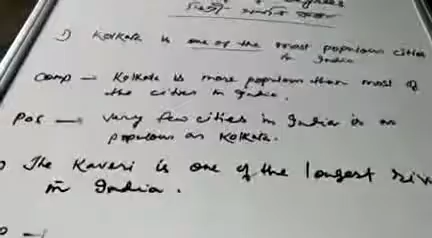 1) Kolkata is one of the most populous cities
in India
Comp — Kolkata is more populous than most of
the cities in India.
Pos — Very few cities in India is as
populous as Kolkata.
The Kaveri is one of the longest riv
in India.